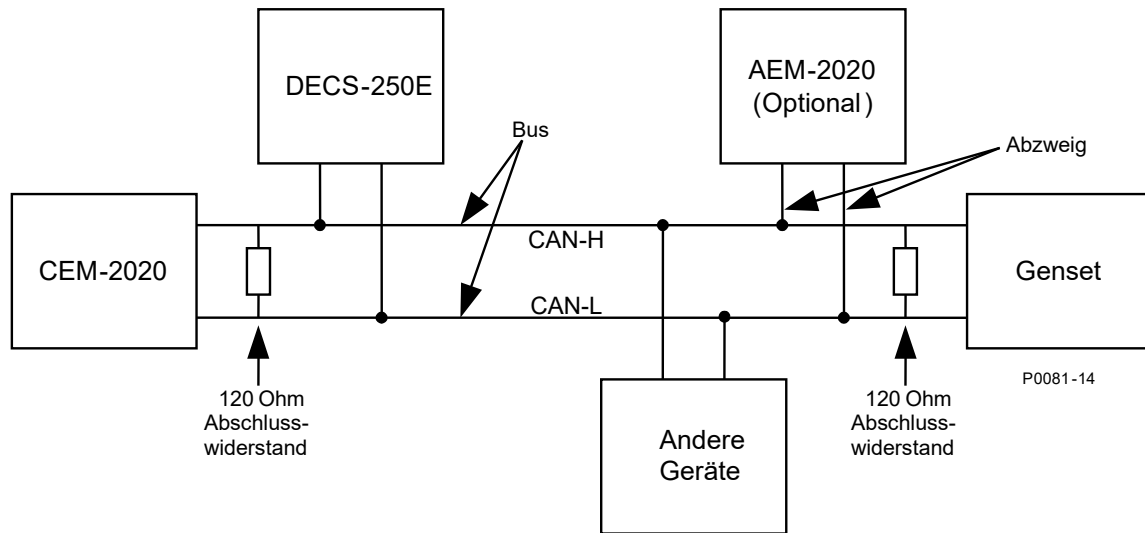 DECS-250E
AEM-2020
(Optional)
Bus
Abzweig
CAN-H
CEM-2020
Genset
CAN-L
P0081-14
120 Ohm
Abschluss-
widerstand
120 Ohm
Abschluss-
widerstand
Andere
Geräte